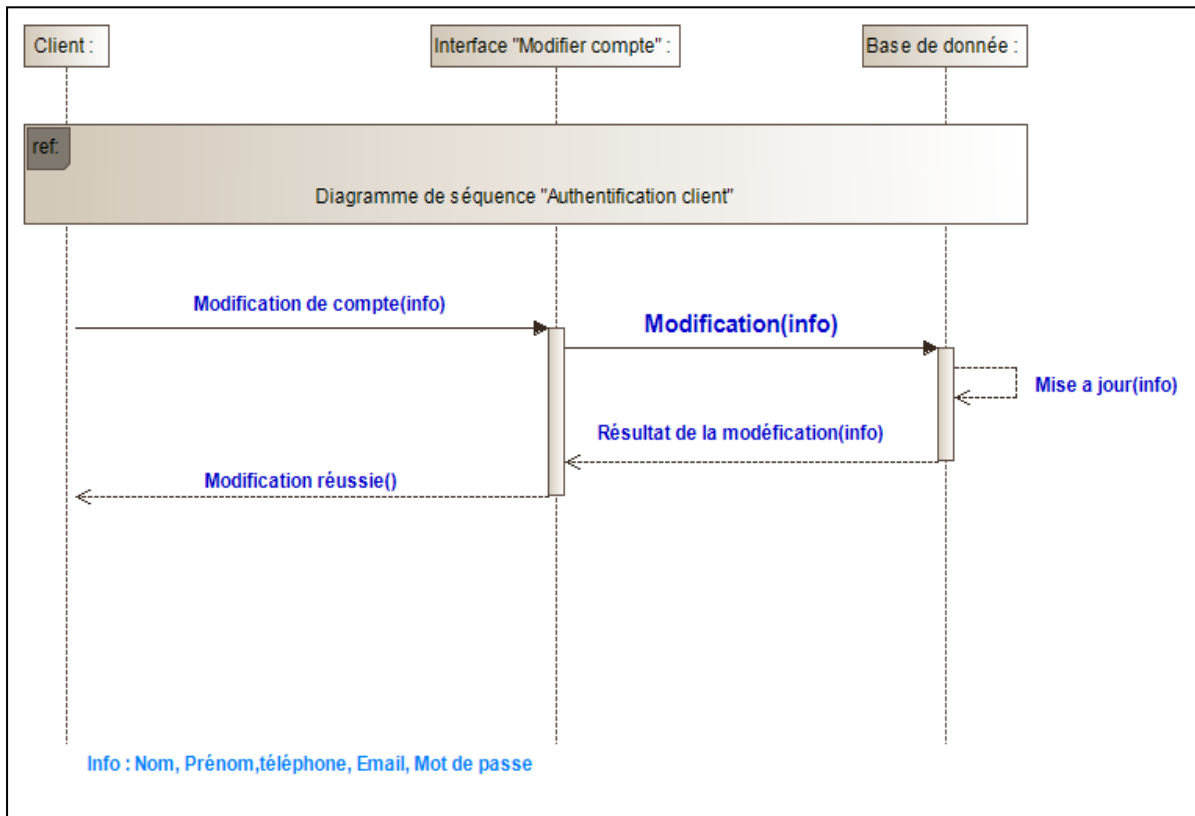 Client :
Interface "Modifier compte" :
Base de donnée :
ref:
Diagramme de séquence "Authentification client"
Modification de compte(info)
Modification(info)
Mise a jour(info)
Résultat de la modéfication(info)
Modification réussie()
Info : Nom, Prénom,téléphone, Email, Mot de passe